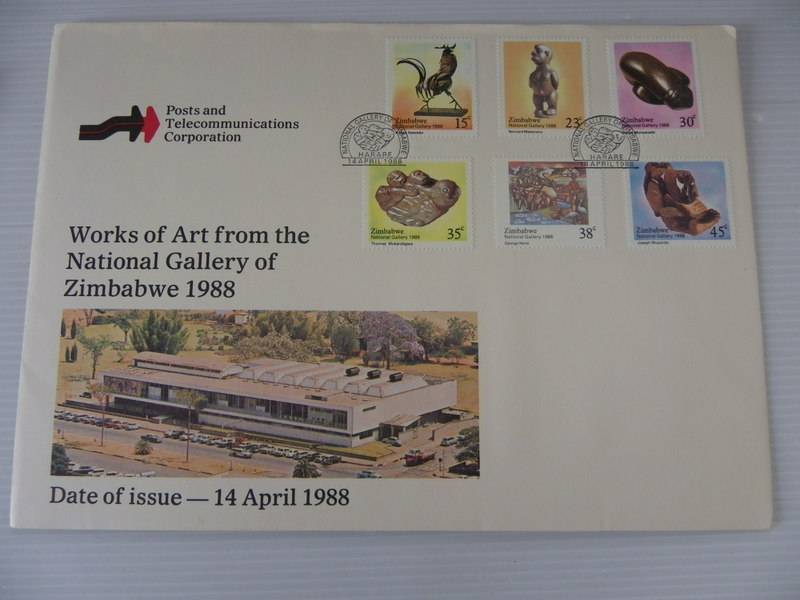 Posts and
Telecommunications
Corporation
Zimbabwe
National Gallery 1988
15c
Zimbabwe
National Gallery 1988
23c
Zimbabwe
National Gallery 1988
30c
HARARE
14 APRIL 1988
NATIONAL GALLERY OF ZIMBABWE
HARARE
14 APRIL 1988
35c
Zimbabwe
National Gallery 1988
38c
Zimbabwe
National Gallery 1988
45c
Works of Art from the
National Gallery of
Zimbabwe 1988
Date of issue — 14 April 1988